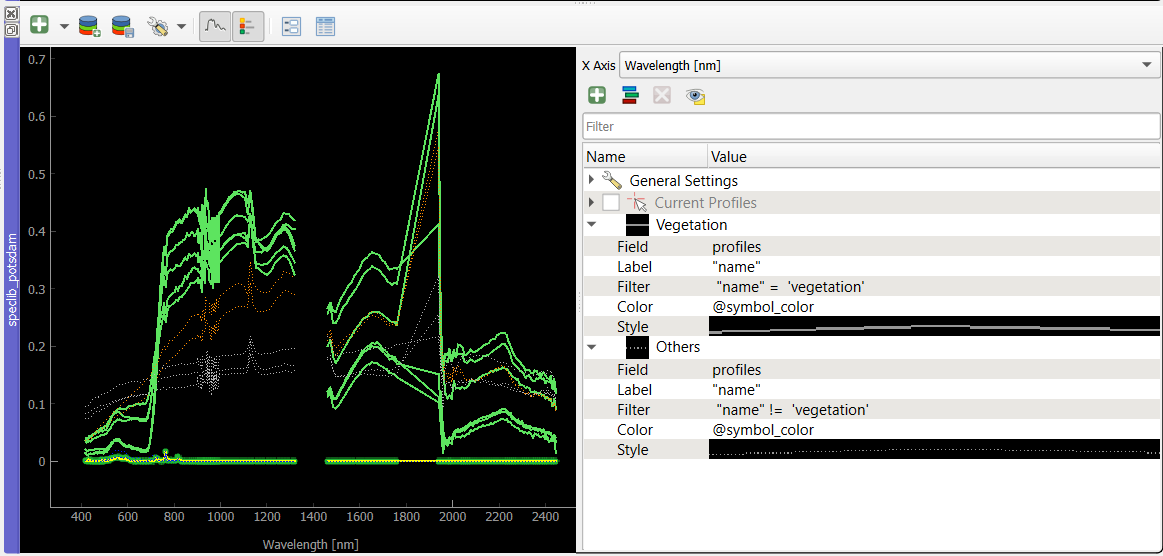 speclib_potsdam
0.7
0.6
0.5
0.4
0.3
0.2
0.1
0
400 600 800 1000 1200 1400 1600 1800 2000 2200 2400
Wavelength [nm]
X Axis Wavelength [nm]
Filter
Name Value
General Settings
Current Profiles
Vegetation
Field profiles
Label "name"
Filter "name" = 'vegetation'
Color @symbol_color
Style
Others
Field profiles
Label "name"
Filter "name" != 'vegetation'
Color @symbol_color
Style